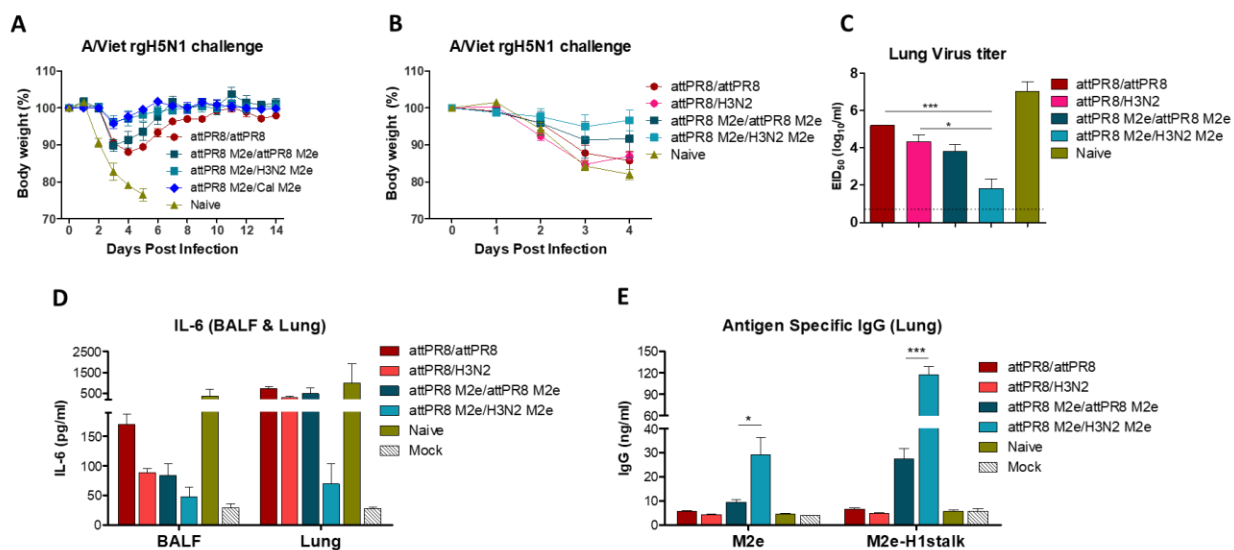 A
A/Viet rgH5N1 challenge
110
100
90
80
70
Body weight (%)
0 2 4 6 8 10 12 14
Days Post Infection
attPR8/attPR8
attPR8 M2e/attPR8 M2e
attPR8 M2e/H3N2 M2e
attPR8 M2e/Cal M2e
Naive
B
A/Viet rgH5N1 challenge
110
100
90
80
70
Body weight (%)
0 1 2 3 4
Days Post Infection
attPR8/attPR8
attPR8/H3N2
attPR8 M2e/attPR8 M2e
attPR8 M2e/H3N2 M2e
Naive
C
Lung Virus titer
8
6
4
2
0
EID50 (log10/ml)
***
*
attPR8/attPR8
attPR8/H3N2
attPR8 M2e/attPR8 M2e
attPR8 M2e/H3N2 M2e
Naive
D
IL-6 (BALF & Lung)
2500
1500
500
150
100
50
0
IL-6 (pg/ml)
BALF Lung
attPR8/attPR8
attPR8/H3N2
attPR8 M2e/attPR8 M2e
attPR8 M2e/H3N2 M2e
Naive
Mock
E
Antigen Specific IgG (Lung)
150
120
90
60
30
20
10
0
IgG (ng/ml)
*
***
M2e M2e-H1stalk
attPR8/attPR8
attPR8/H3N2
attPR8 M2e/attPR8 M2e
attPR8 M2e/H3N2 M2e
Naive
Mock